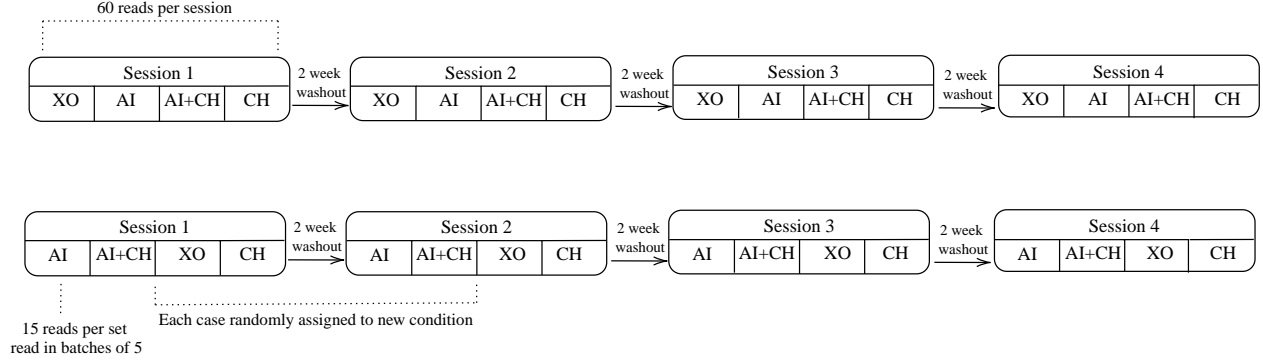 60 reads per session
Session 1
XO AI AI+CH CH
2 week
washout
Session 2
XO AI AI+CH CH
2 week
washout
Session 3
XO AI AI+CH CH
2 week
washout
Session 4
XO AI AI+CH CH
Session 1
AI AI+CH XO CH
2 week
washout
Session 2
AI AI+CH XO CH
2 week
washout
Session 3
AI AI+CH XO CH
2 week
washout
Session 4
AI AI+CH XO CH
15 reads per set
read in batches of 5
Each case randomly assigned to new condition